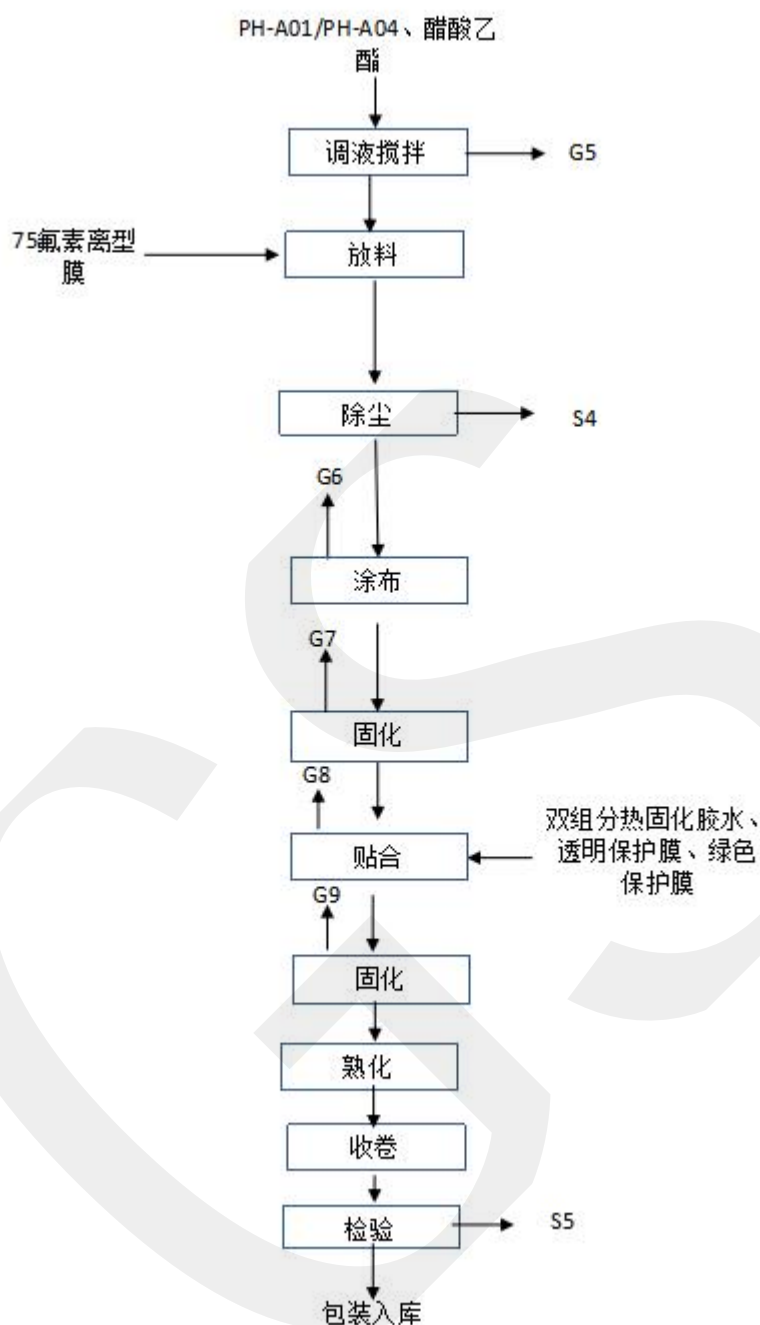 PH-A01/PH-A04、醋酸乙
酯
调液搅拌
G5
75氟素离型
膜
放料
除尘
S4
G6
涂布
G7
固化
G8
双组分热固化胶水、
透明保护膜、绿色
保护膜
贴合
G9
固化
熟化
收卷
检验
S5
包装入库